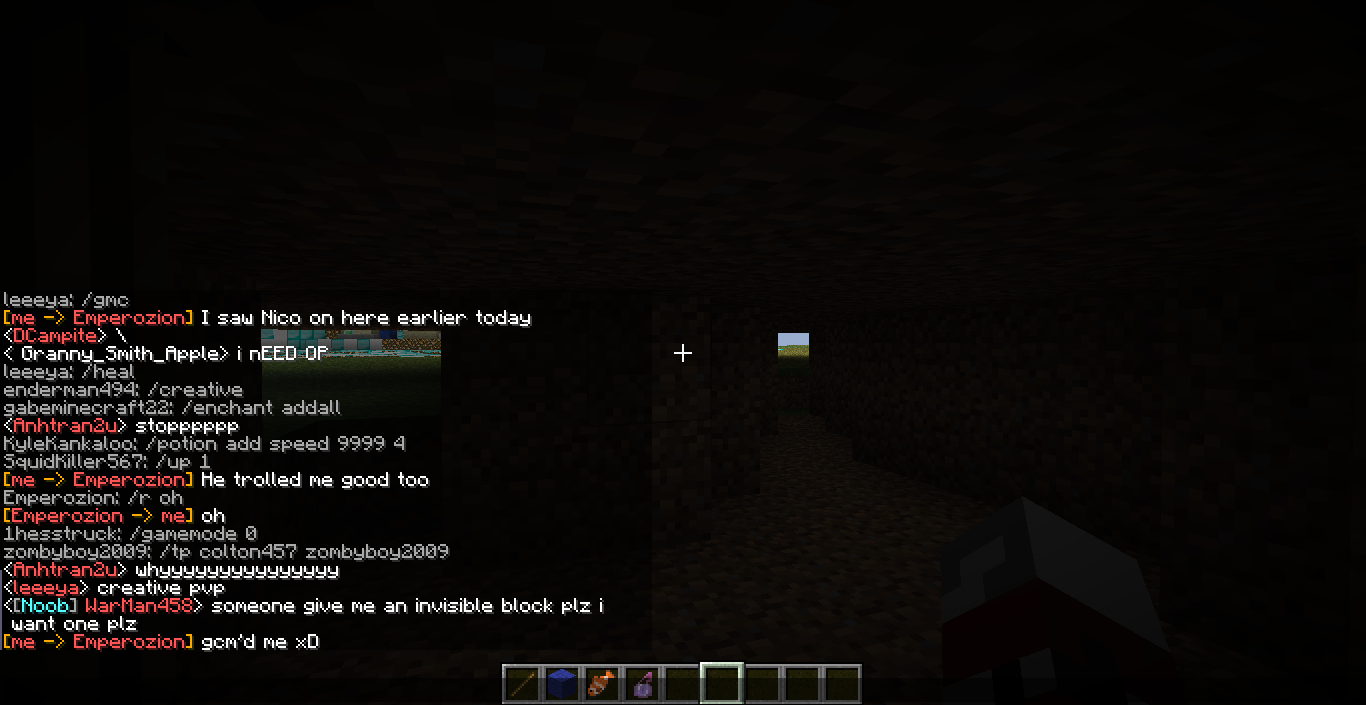 leeeya: /gmc
[me -> Emperozion] I saw Nico on here earlier today
<DCampite> \
< Granny_Smith_Apple> i nEED OP
leeeya: /heal
enderman494: /creative
gabeminecraft22: /enchant addall
<Anhtran2u> stopppppp
KyleKankaloo: /potion add speed 9999 4
SquidKiller567: /up 1
[me -> Emperozion] He trolled me good too
Emperozion: /r oh
[Emperozion -> me] oh
1hesstruck: /gamemode 0
zombyboy2009: /tp colton457 zombyboy2009
<Anhtran2u> whyyyyyyyyyyyyyyyy
<leeeya> creative pvp
<[Noob] WarMan458> someone give me an invisible block plz i
want one plz
[me -> Emperozion] gcm'd me xD